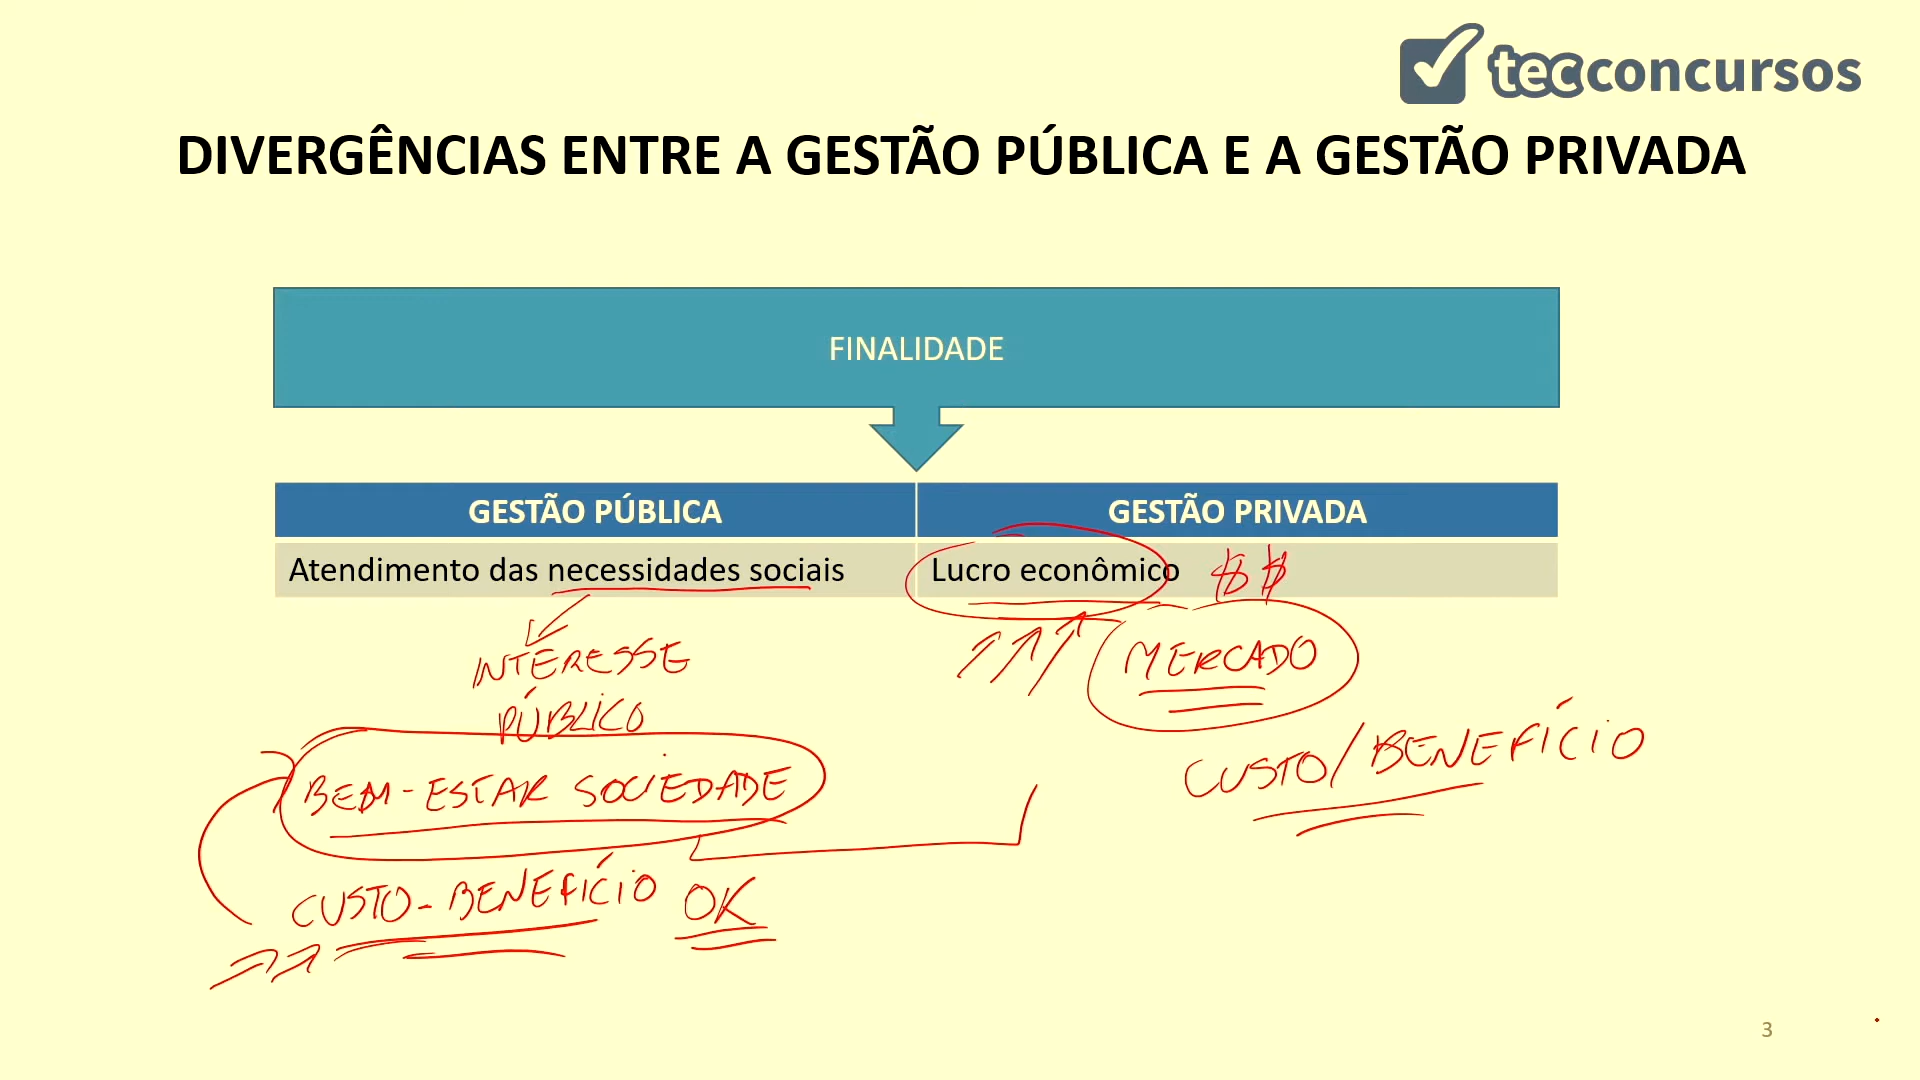 tecconcursos
DIVERGÊNCIAS ENTRE A GESTÃO PÚBLICA E A GESTÃO PRIVADA
FINALIDADE
GESTÃO PÚBLICA
GESTÃO PRIVADA
Atendimento das necessidades sociais
Lucro econômico $ $
INTERESSE
PÚBLICO
MERCADO
BEM-ESTAR SOCIEDADE
CUSTO/BENEFÍCIO
CUSTO-BENEFÍCIO OK
3